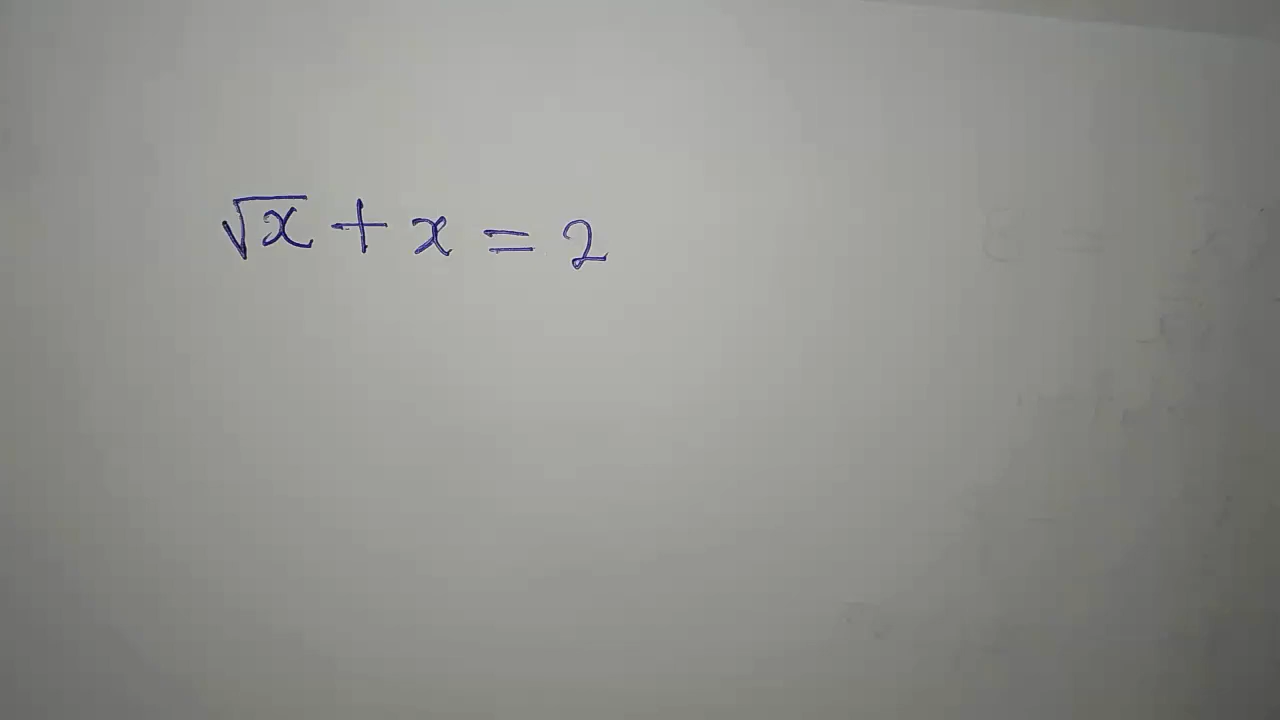 √x + x = 2